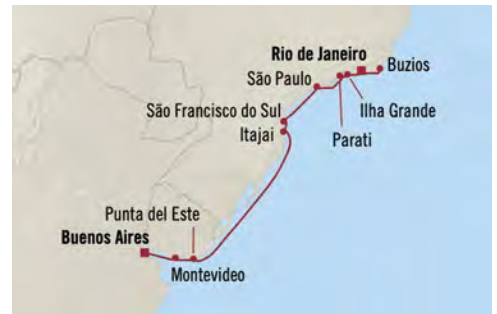 Rio de Janeiro
Buzios
São Paulo
Ilha Grande
São Francisco do Sul
Itajai
Parati
Punta del Este
Buenos Aires
Montevideo